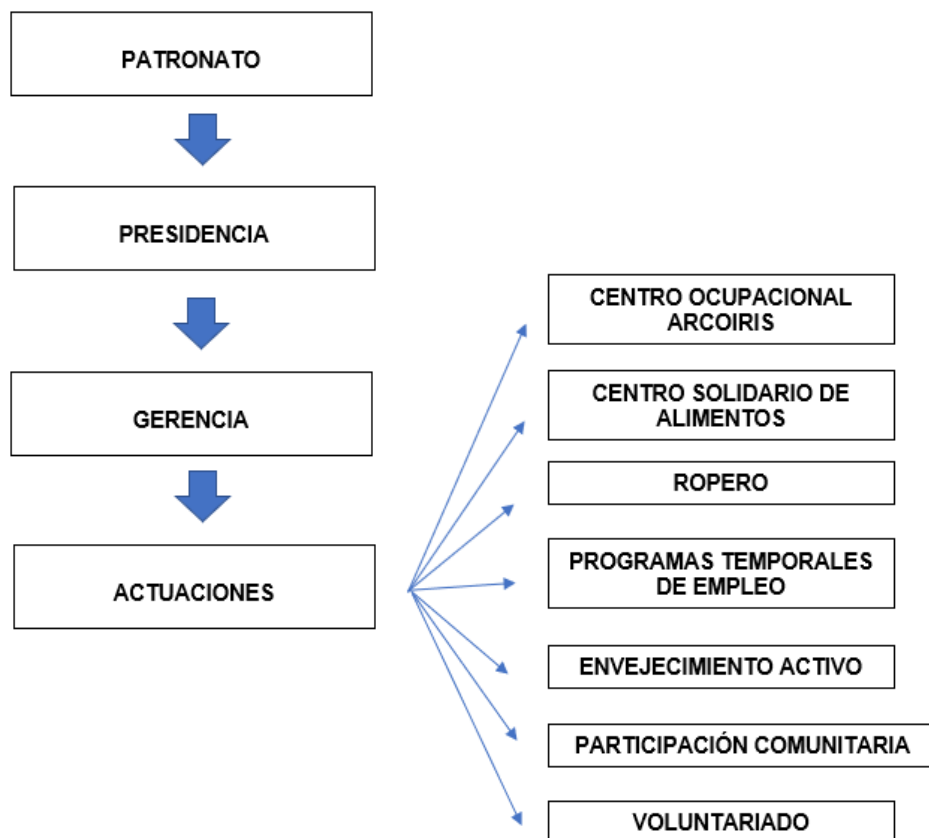 PATRONATO
PRESIDENCIA
GERENCIA
ACTUACIONES
CENTRO OCUPACIONAL
ARCOIRIS
CENTRO SOLIDARIO DE
ALIMENTOS
ROPERO
PROGRAMAS TEMPORALES
DE EMPLEO
ENVEJECIMIENTO ACTIVO
PARTICIPACIÓN COMUNITARIA
VOLUNTARIADO